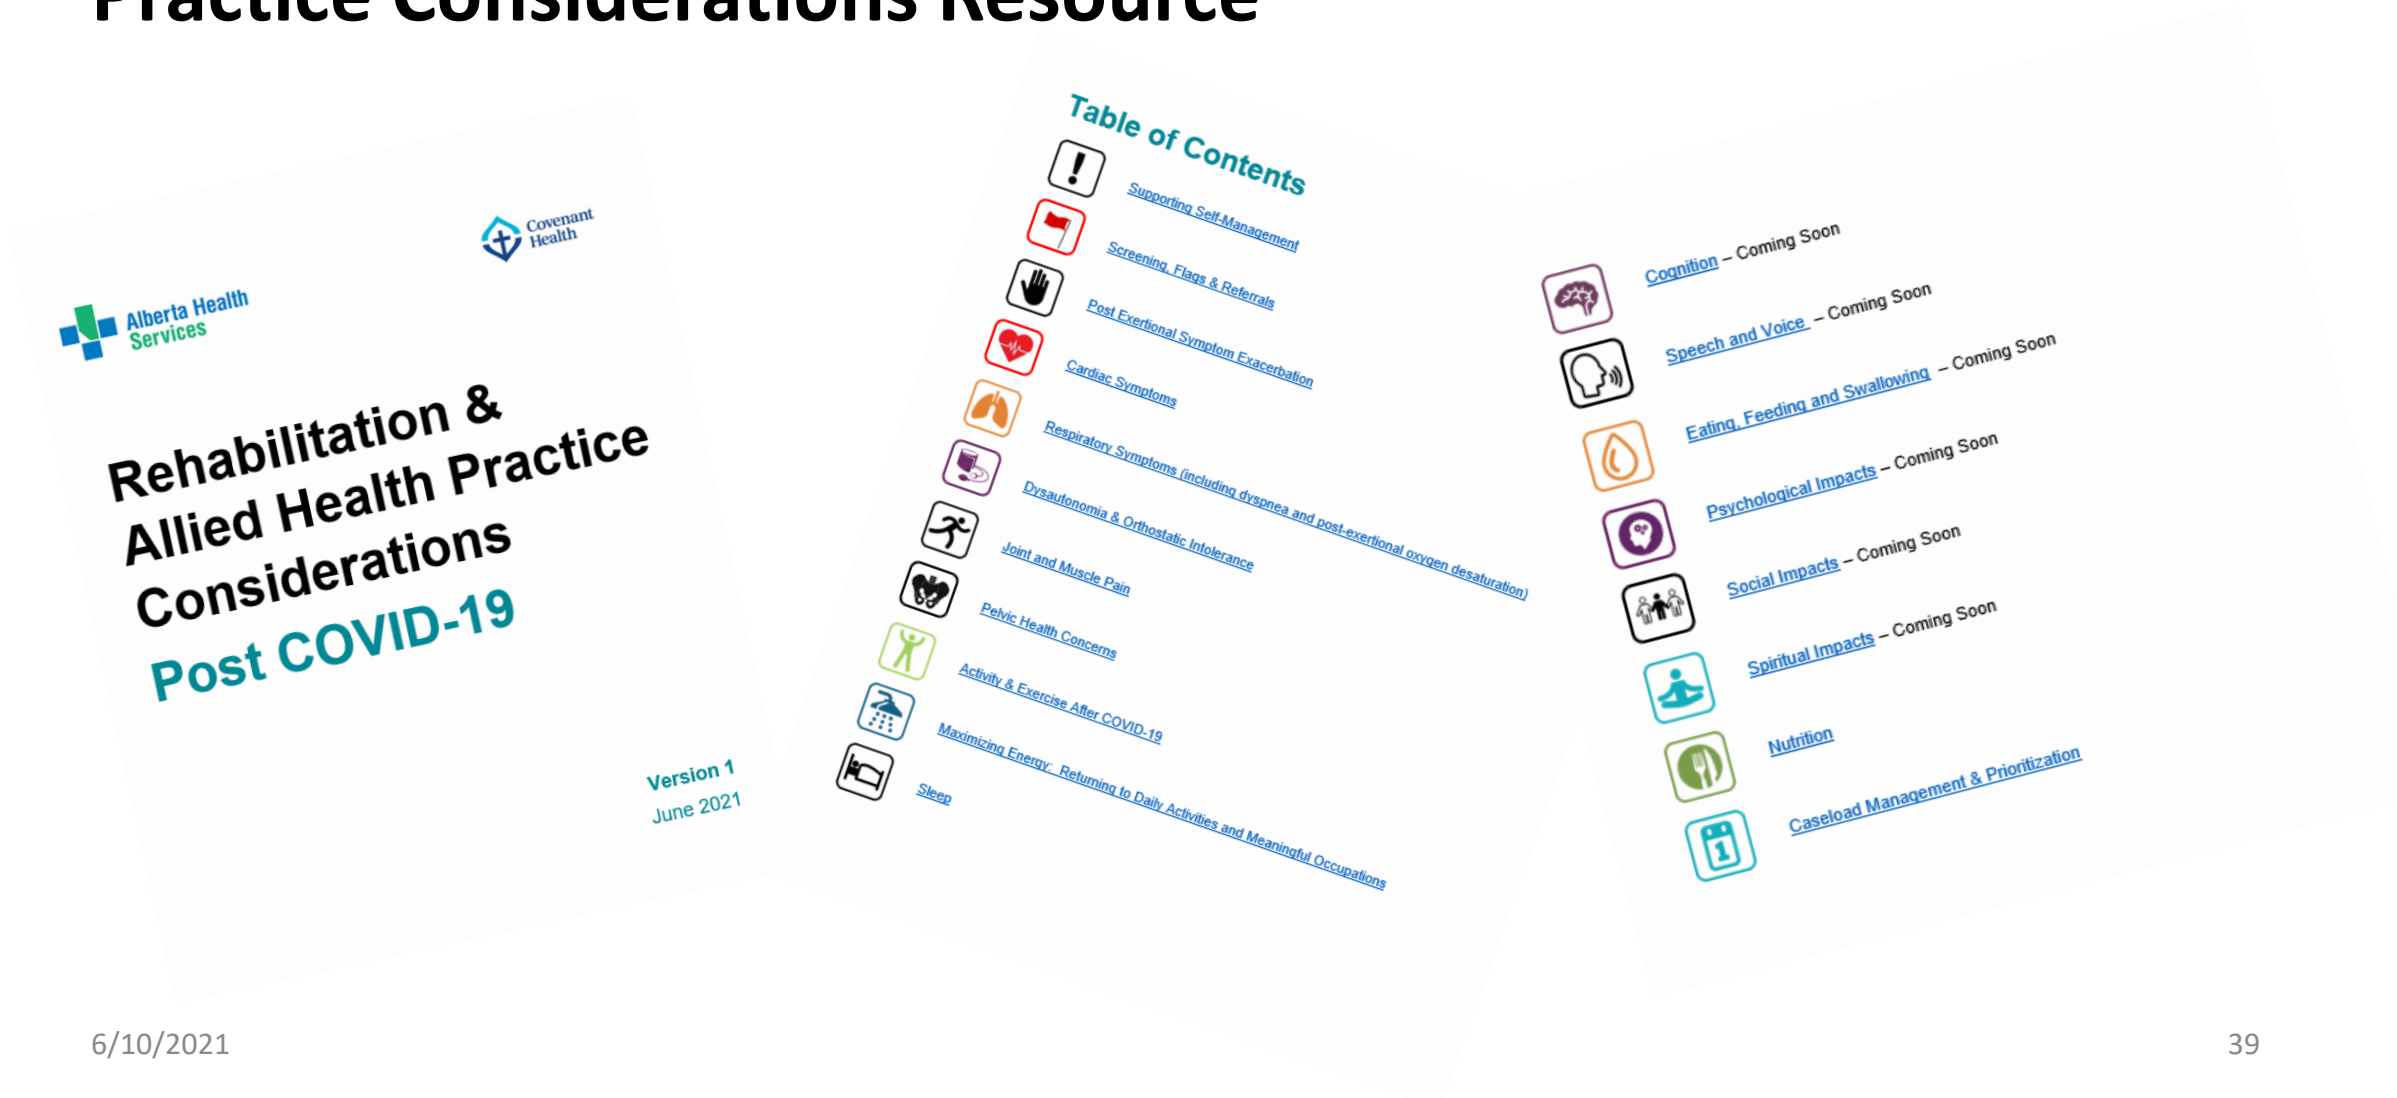 Practice Considerations Resource
Covenant
Health
Alberta Health
Services
Rehabilitation &
Allied Health Practice
Considerations
Post COVID-19
Version 1
June 2021
Table of Contents
Supporting Self-Management
Screening, Flags & Referrals
Post Exertional Symptom Exacerbation
Cardiac Symptoms
Respiratory Symptoms (including dyspnea and post-exertional oxygen desaturation)
Dysautonomia & Orthostatic Intolerance
Joint and Muscle Pain
Pelvic Health Concerns
Activity & Exercise After COVID-19
Maximizing Energy: Returning to Daily Activities and Meaningful Occupations
Sleep
Cognition – Coming Soon
Speech and Voice – Coming Soon
Eating, Feeding and Swallowing – Coming Soon
Psychological Impacts – Coming Soon
Social Impacts – Coming Soon
Spiritual Impacts – Coming Soon
Nutrition
Caseload Management & Prioritization
1
6/10/2021
39